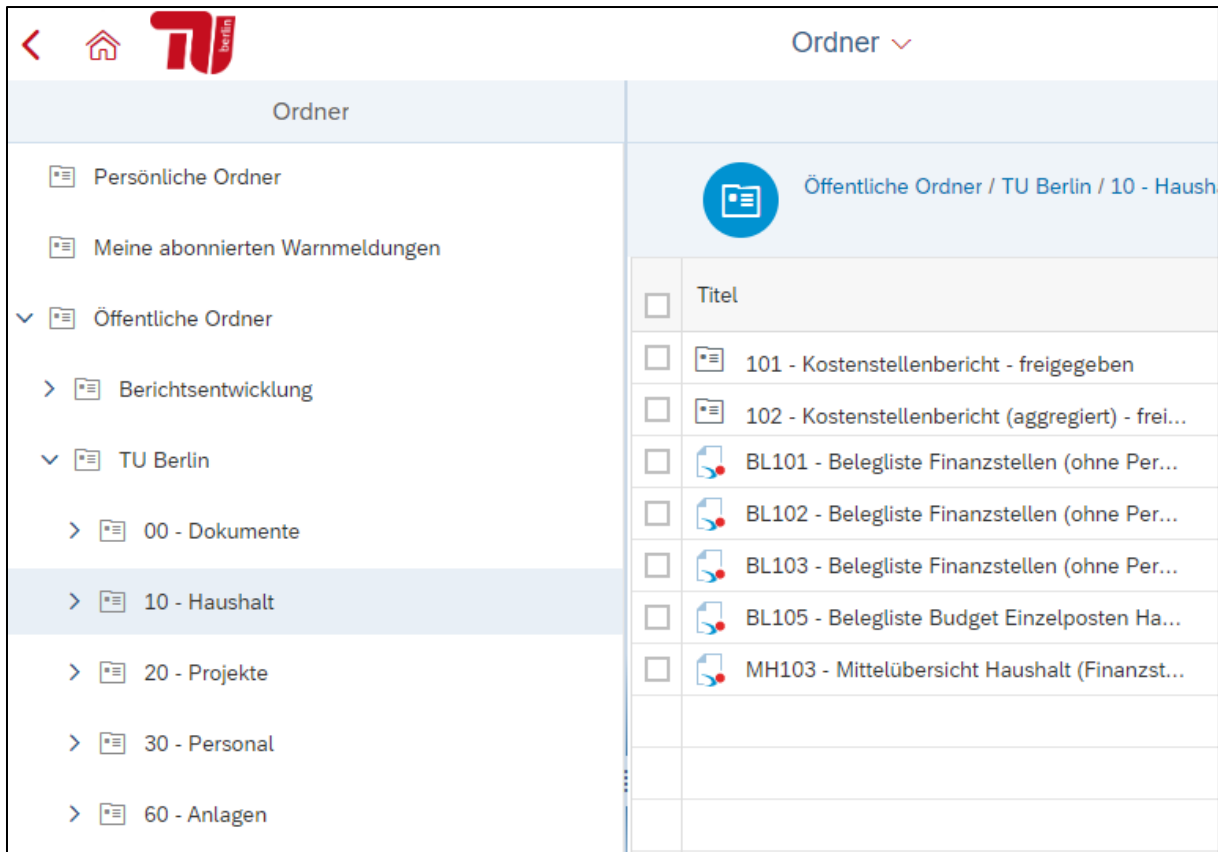 berlin
Ordner
Ordner
Persönliche Ordner
Meine abonnierten Warnmeldungen
Öffentliche Ordner
Berichtsentwicklung
TU Berlin
00 - Dokumente
10 - Haushalt
20 - Projekte
30 - Personal
60 - Anlagen
Öffentliche Ordner / TU Berlin / 10 - Hausha
Titel
101 - Kostenstellenbericht - freigegeben
102 - Kostenstellenbericht (aggregiert) - frei...
BL101 - Belegliste Finanzstellen (ohne Per...
BL102 - Belegliste Finanzstellen (ohne Per...
BL103 - Belegliste Finanzstellen (ohne Per...
BL105 - Belegliste Budget Einzelposten Ha...
MH103 - Mittelübersicht Haushalt (Finanzst...